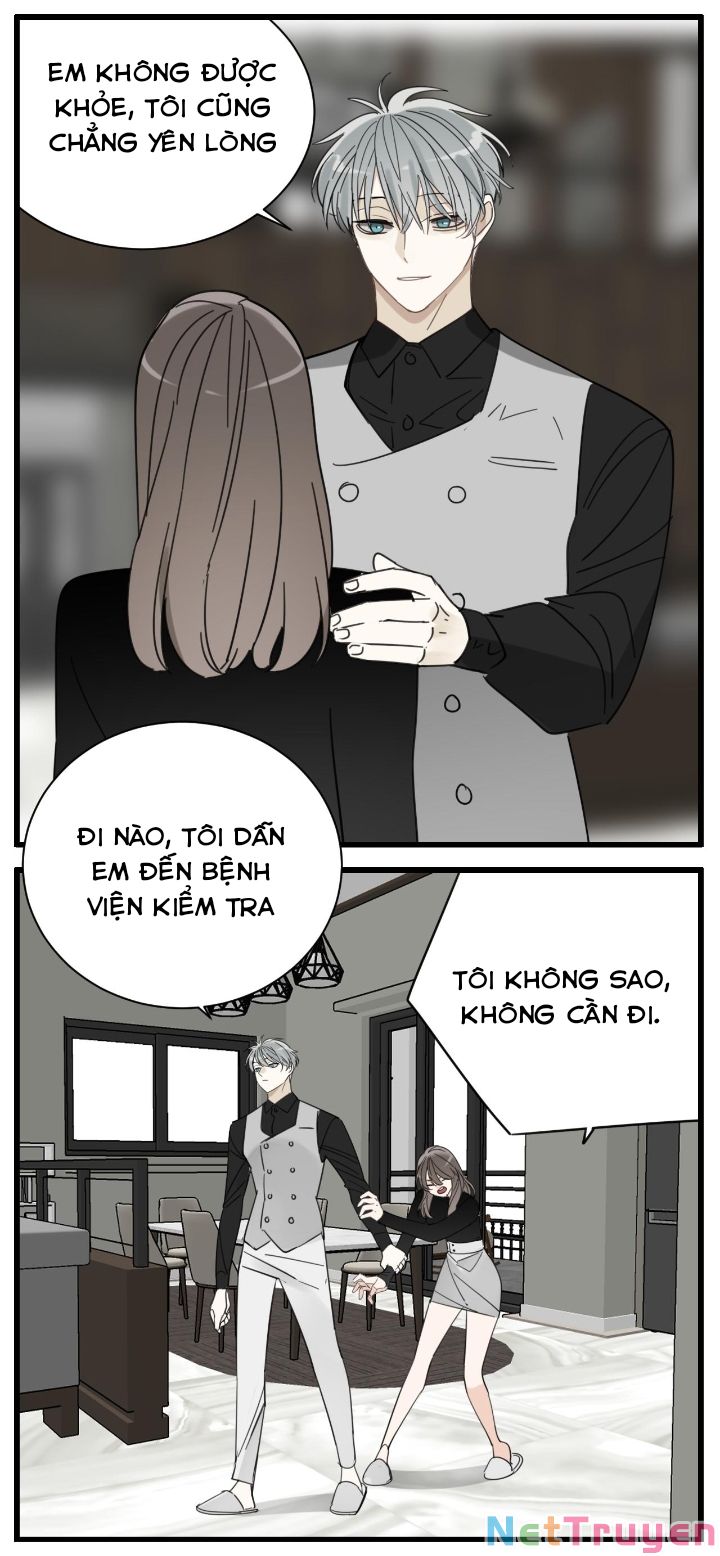 EM KHÔNG ĐƯỢC
KHỎE, TÔI CŨNG
CHẲNG YÊN LÒNG
ĐI NÀO, TÔI DẪN
EM ĐẾN BỆNH
VIỆN KIỂM TRA
TÔI KHÔNG SAO,
KHÔNG CẦN ĐI.
NetTruyen